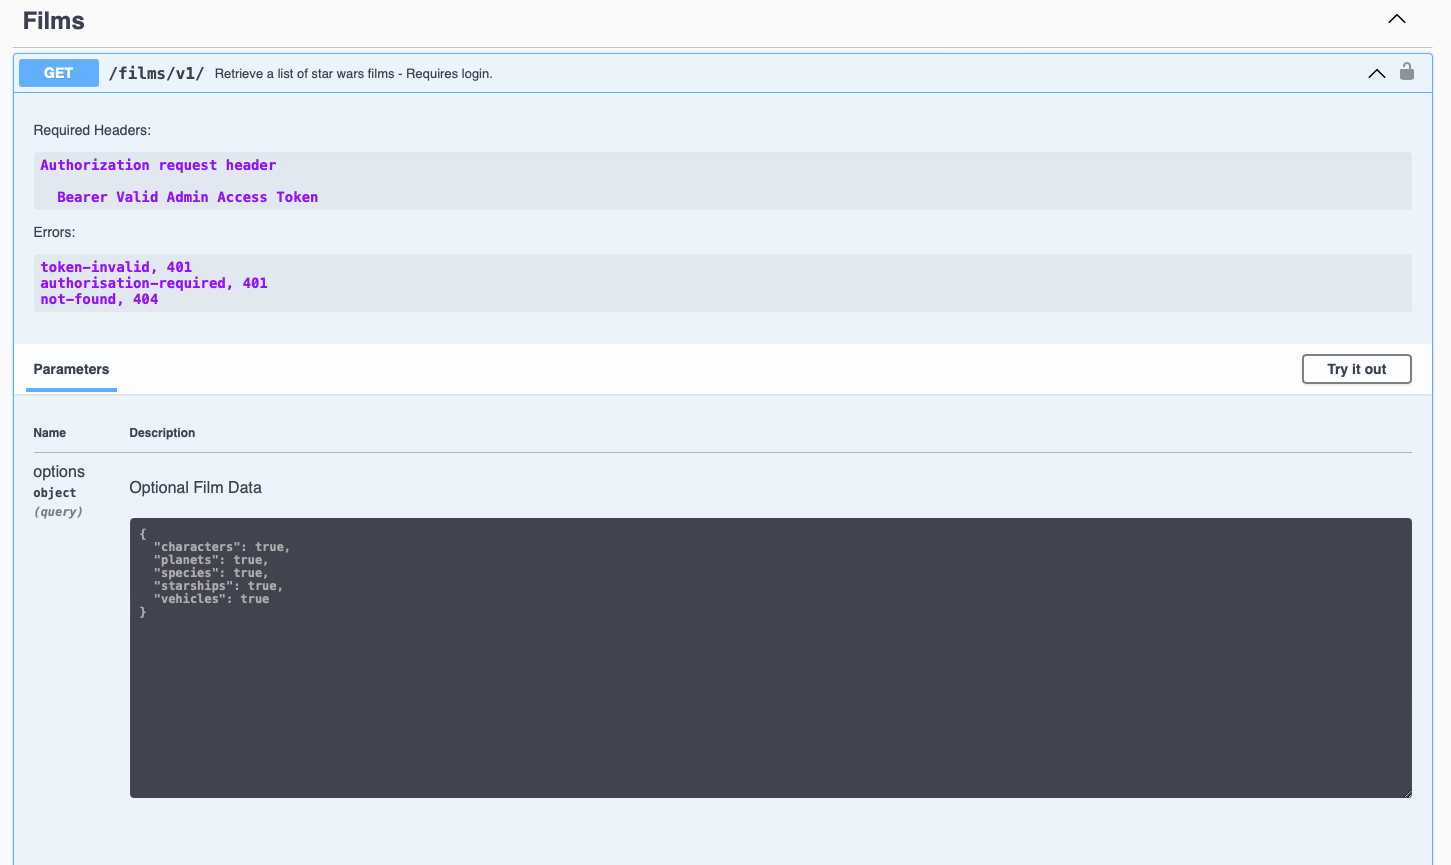 Films
GET /films/v1/ Retrieve a list of star wars films - Requires login.
Required Headers:
Authorization request header
Bearer Valid Admin Access Token
Errors:
token-invalid, 401
authorisation-required, 401
not-found, 404
Parameters
Try it out
Name Description
options
object
(query)
Optional Film Data
{
"characters": true,
"planets": true,
"species": true,
"starships": true,
"vehicles": true
}